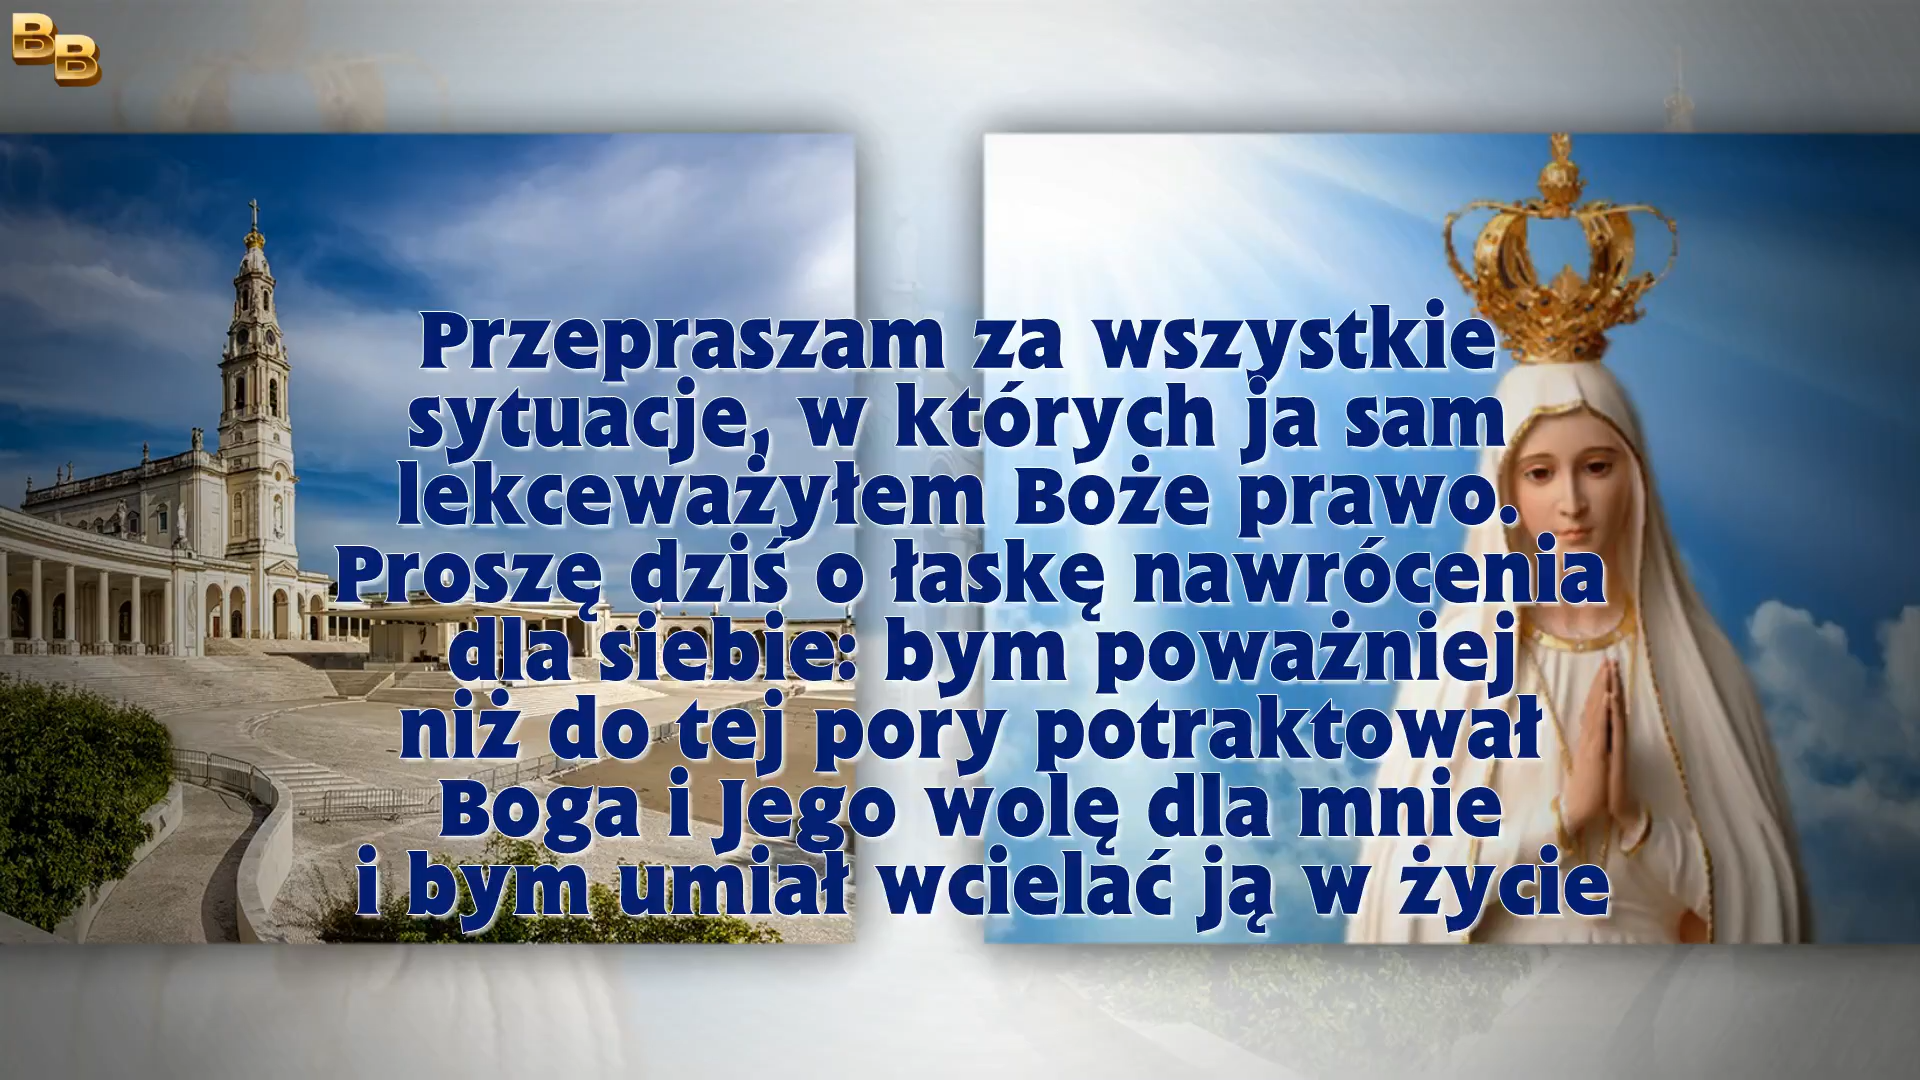 BB
Przepraszam za wszystkie
sytuacje, w których ja sam
lekceważyłem Boże prawo.
Proszę dziś o łaskę nawrócenia
dla siebie: bym poważniej
niż do tej pory potraktował
Boga i Jego wolę dla mnie
i bym umiał wcielać ją w życie